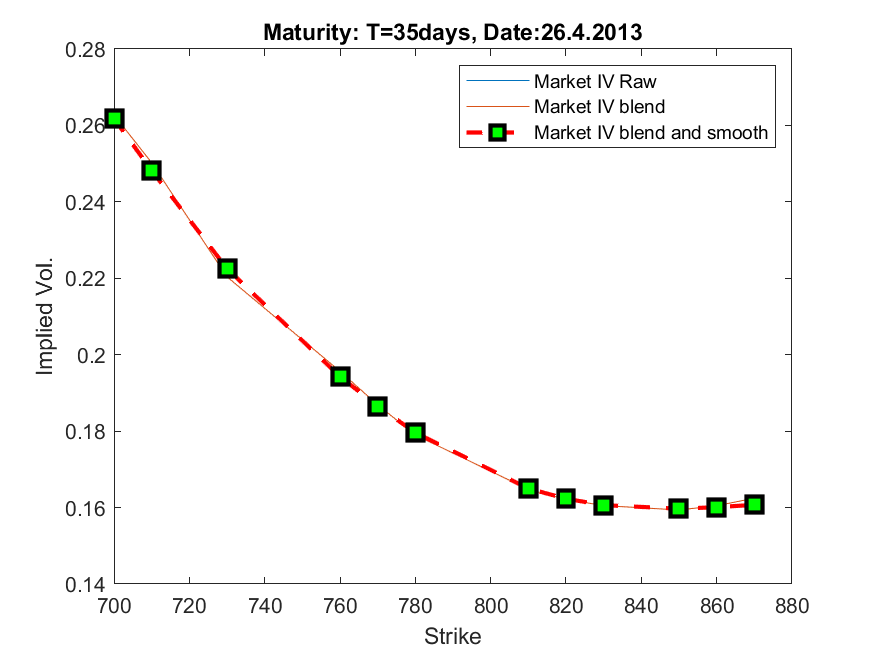 Maturity: T=35days, Date:26.4.2013
0.28
0.26
0.24
0.22
0.2
0.18
0.16
0.14
Implied Vol.
Market IV Raw
Market IV blend
Market IV blend and smooth
700 720 740 760 780 800 820 840 860 880
Strike